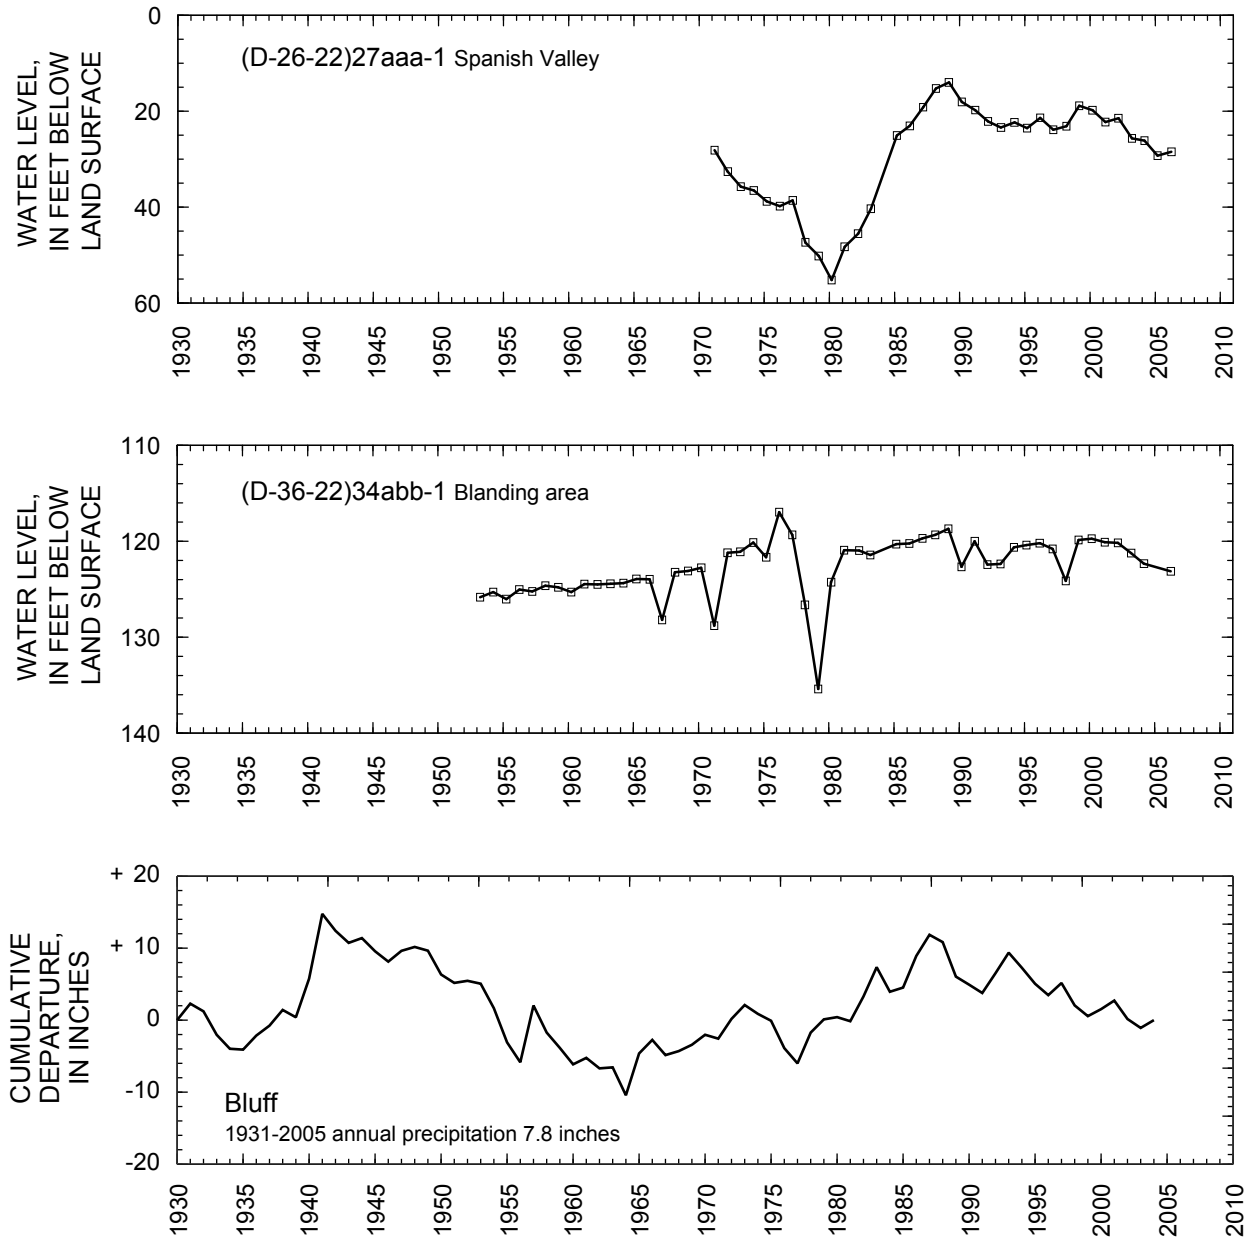 WATER LEVEL,
IN FEET BELOW
LAND SURFACE
0
20
40
60
(D-26-22)27aaa-1 Spanish Valley
1930 1935 1940 1945 1950 1955 1960 1965 1970 1975 1980 1985 1990 1995 2000 2005 2010
WATER LEVEL,
IN FEET BELOW
LAND SURFACE
110
120
130
140
(D-36-22)34abb-1 Blanding area
1930 1935 1940 1945 1950 1955 1960 1965 1970 1975 1980 1985 1990 1995 2000 2005 2010
CUMULATIVE
DEPARTURE,
IN INCHES
+ 20
+ 10
0
-10
-20
Bluff
1931-2005 annual precipitation 7.8 inches
1930 1935 1940 1945 1950 1955 1960 1965 1970 1975 1980 1985 1990 1995 2000 2005 2010